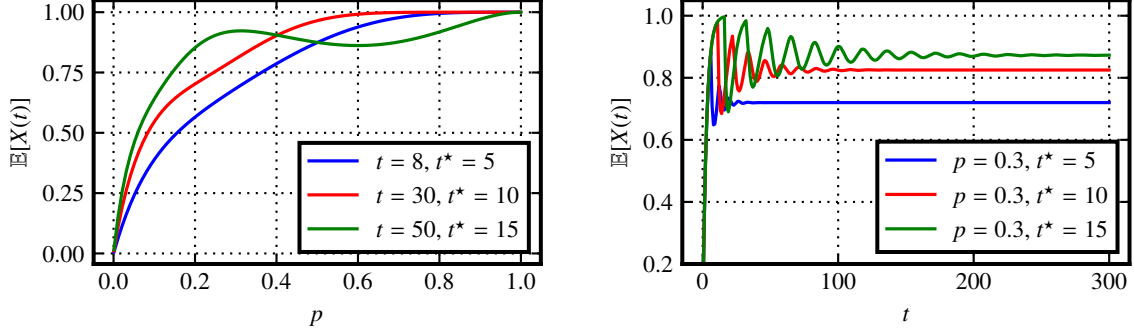 1.00
0.75
0.50
0.25
0.00
𝔼[X(t)]
0.0 0.2 0.4 0.6 0.8 1.0
p
t = 8, t⋆ = 5
t = 30, t⋆ = 10
t = 50, t⋆ = 15
1.0
0.8
0.6
0.4
0.2
𝔼[X(t)]
0 100 200 300
t
p = 0.3, t⋆ = 5
p = 0.3, t⋆ = 10
p = 0.3, t⋆ = 15